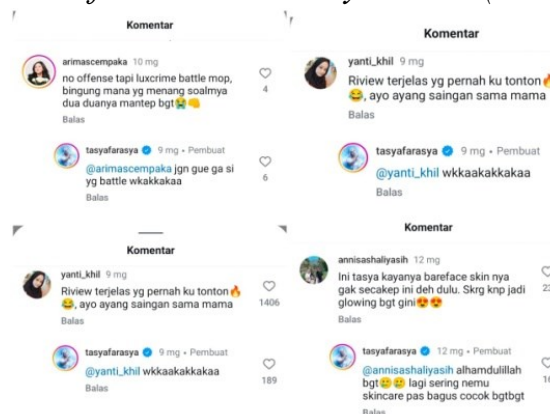 Komentar
arimascempaka 10 mg
no offense tapi luxcrime battle mop,
bingung mana yg menang soalmya
dua duanya mantep bgt😭👊
4
Balas
tasyafarasya 9 mg • Pembuat
@arimascempaka jgn gue ga si
yg battle wkakkakaa
6
Balas
Komentar
yanti_khil 9 mg
Riview terjelas yg pernah ku tonton🔥
😂, ayo ayang saingan sama mama
Balas
tasyafarasya 9 mg • Pembuat
@yanti_khil wkkaakakkakaa
Balas
Komentar
yanti_khil 9 mg
Riview terjelas yg pernah ku tonton🔥
😂, ayo ayang saingan sama mama
1406
Balas
tasyafarasya 9 mg • Pembuat
@yanti_khil wkkaakakkakaa
189
Balas
Komentar
annisashaliyasih 12 mg
Ini tasya kayanya bareface skin nya
gak secakep ini deh dulu. Skrg knp jadi
glowing bgt gini😍😍
Balas
tasyafarasya 12 mg • Pembuat
@annisashaliyasih alhamdulillah
bgt🥲🥲 lagi sering nemu
skincare pas bagus cocok bgtbgt
Balas